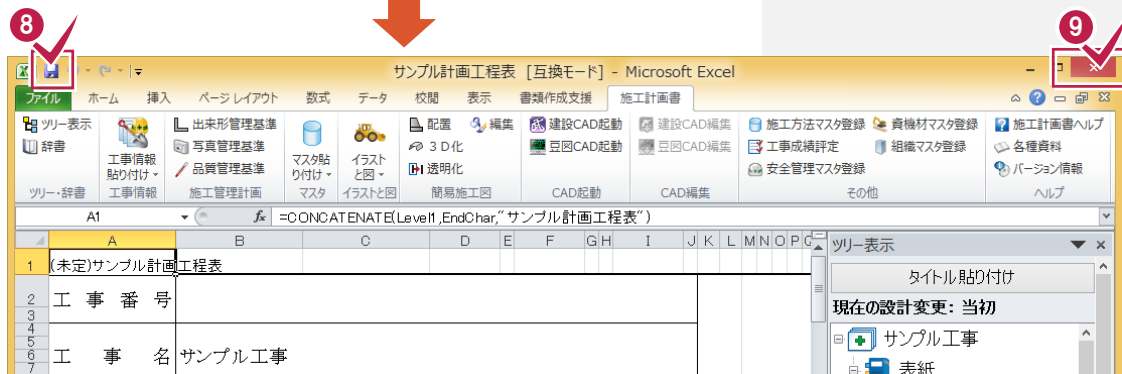 8
9
サンプル計画工程表 [互換モード] - Microsoft Excel
ファイル ホーム 挿入 ページ レイアウト 数式 データ 校閲 表示 書類作成支援 施工計画書
ツリー表示 出来形管理基準 配置 編集 建設CAD起動 建設CAD編集 施工方法マスタ登録 資機材マスタ登録 施工計画書ヘルプ
辞書 写真管理基準 3D化 豆図CAD起動 豆図CAD編集 工事成績評定 組織マスタ登録 各種資料
工事情報 貼り付け 品質管理基準 マスタ貼り付け イラストと図 透明化 安全管理マスタ登録 バージョン情報
ツリー・辞書 工事情報 施工管理計画 マスタ イラストと図 簡易施工図 CAD起動 CAD編集 その他 ヘルプ
A1 fx =CONCATENATE(Level1,EndChar,"サンプル計画工程表")
A B C D E F G H I J K L M N O P Q ツリー表示
1 (未定)サンプル計画工程表
タイトル貼り付け
2 工 事 番 号
3
現在の設計変更: 当初
4
5
6 工 事 名 サンプル工事
7
サンプル工事
表紙